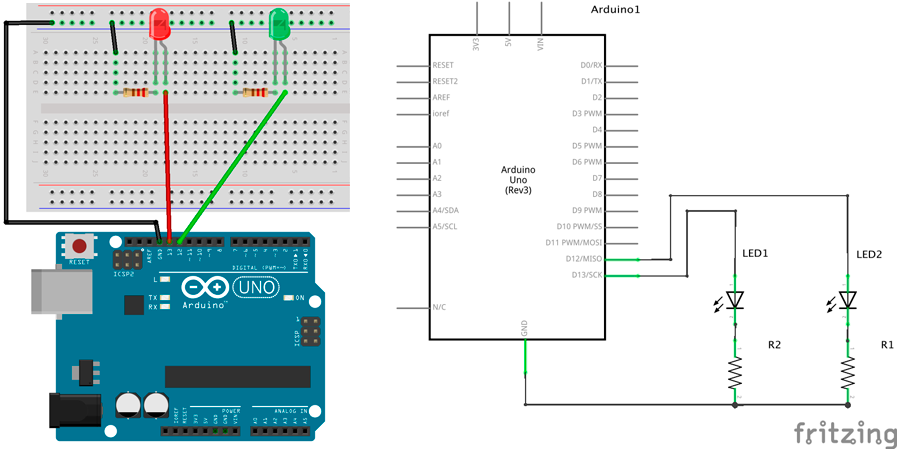 RESET
ICSP2
AREF
GND
13
12
11
10
9
8
7
6
5
4
3
2
TX0 1
RX0 0
DIGITAL (PWM~)
L
TX
RX
UNO
Arduino™
ON
ICSP
1
POWER
ANALOG IN
IOREF
RESET
3V3
5V
GND
GND
VIN
A0
A1
A2
A3
A4
A5
Arduino1
3V3
5V
VIN
RESET
RESET2
AREF
ioref
A0
A1
A2
A3
A4/SDA
A5/SCL
N/C
D0/RX
D1/TX
D2
D3 PWM
D4
D5 PWM
D6 PWM
D7
D8
D9 PWM
D10 PWM/SS
D11 PWM/MOSI
D12/MISO
D13/SCK
Arduino
Uno
(Rev3)
GND
LED1
LED2
R2
R1
fritzing